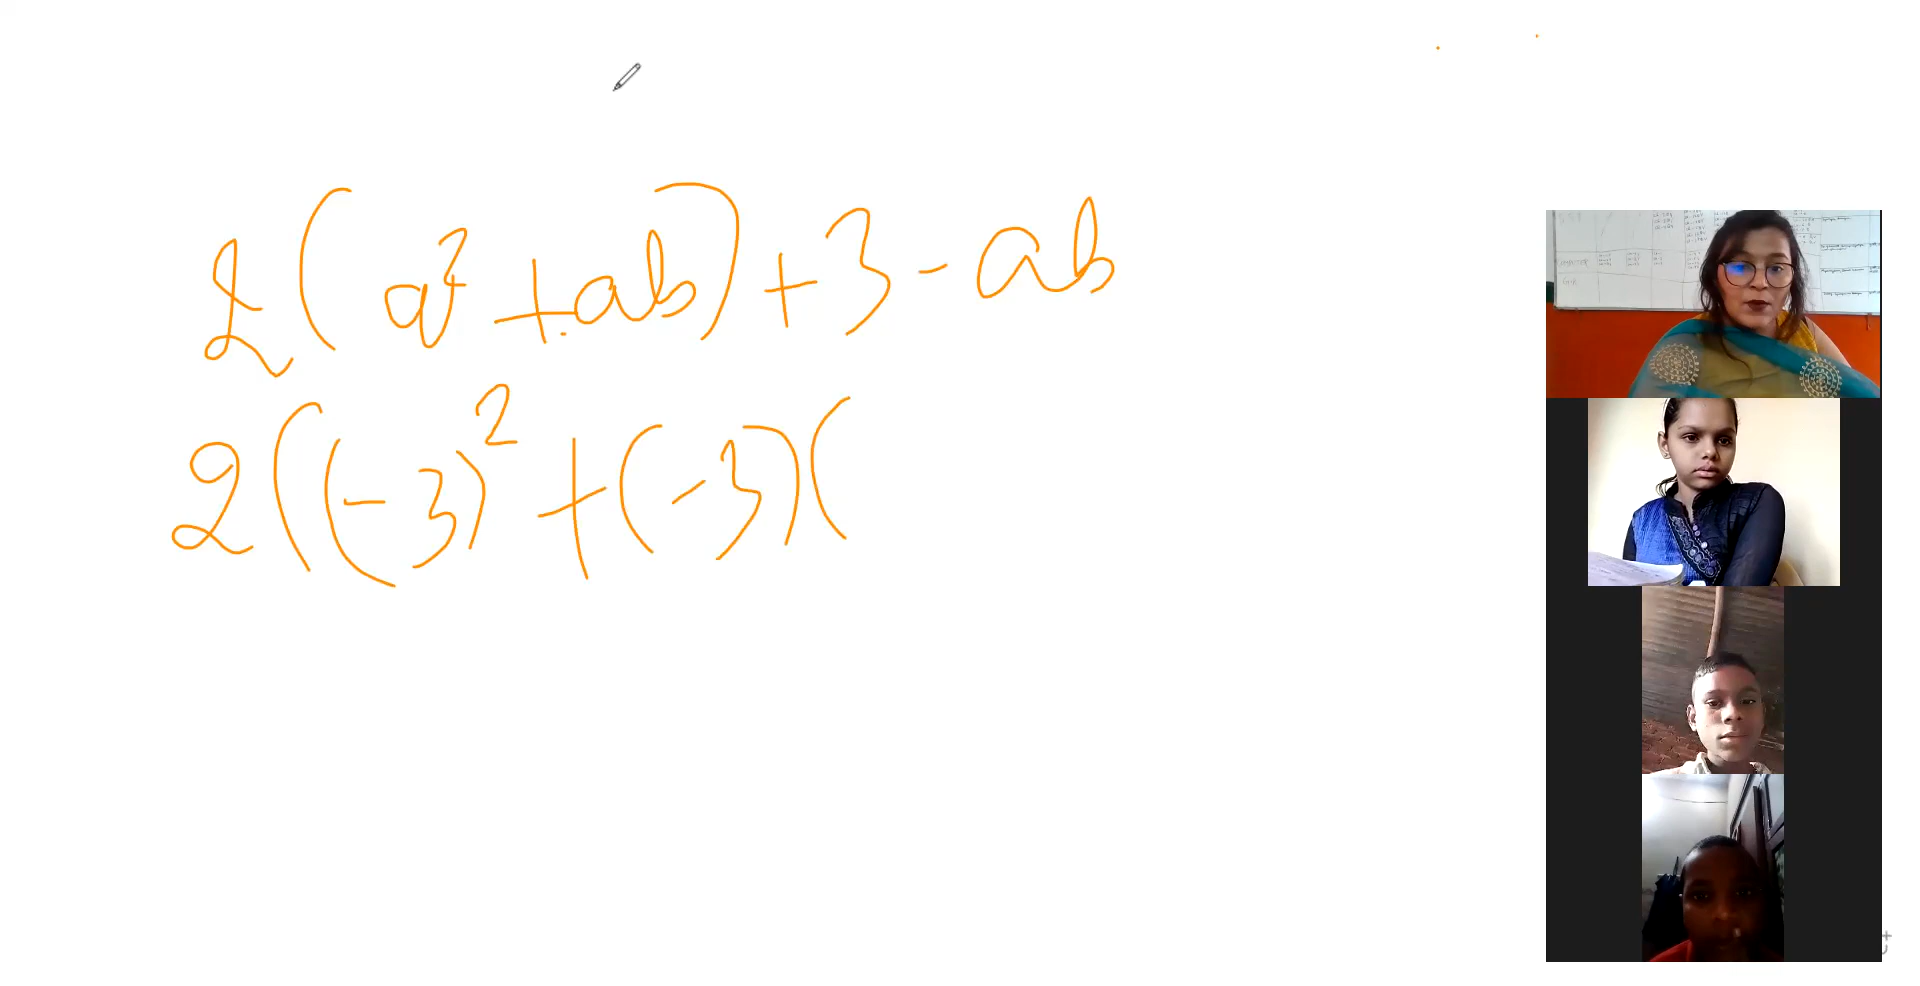 2(a² + ab) + 3 - ab
2((-3)² + (-3)(